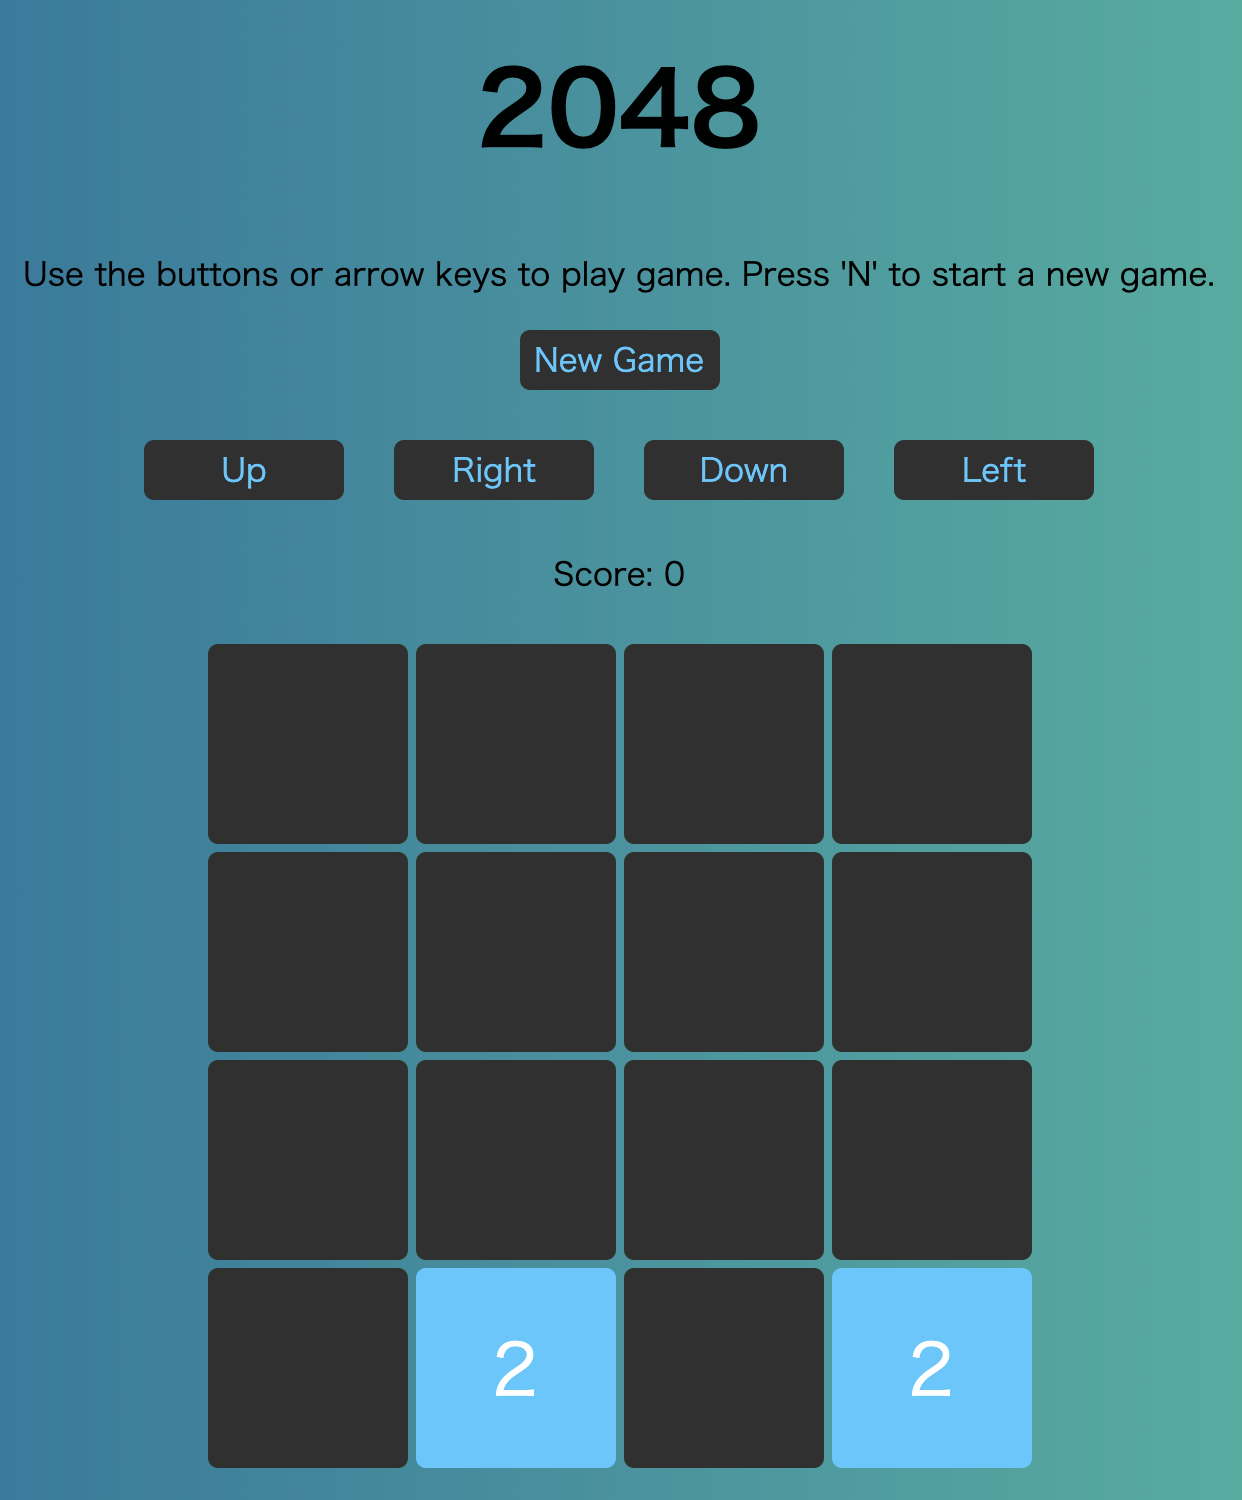 2048
Use the buttons or arrow keys to play game. Press 'N' to start a new game.
New Game
Up Right Down Left
Score: 0
2 2